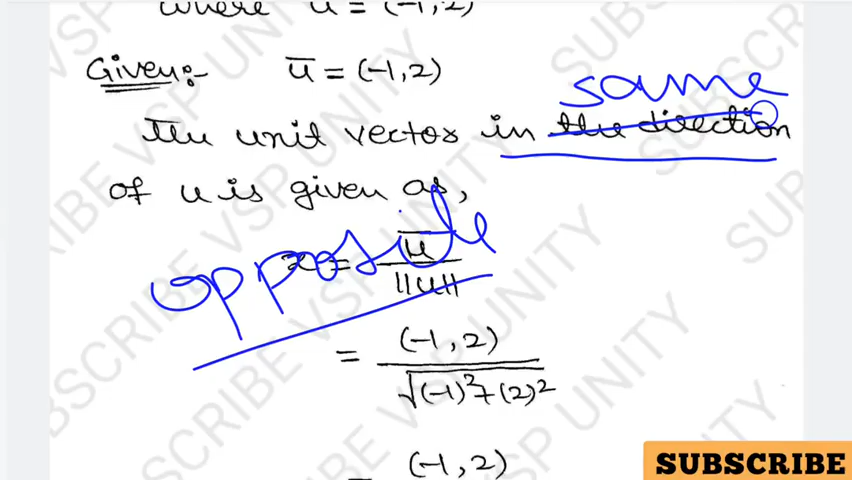 where u = (-1,2)
Given:- u̅ = (-1,2)
same
The unit vector in the direction
of u is given as,
opposite
x = u̅ / ||u||
= (-1,2) / √(-1)²+(2)²
= (-1,2)
SUBSCRIBE
SUBSCRIBE VSP UNITY